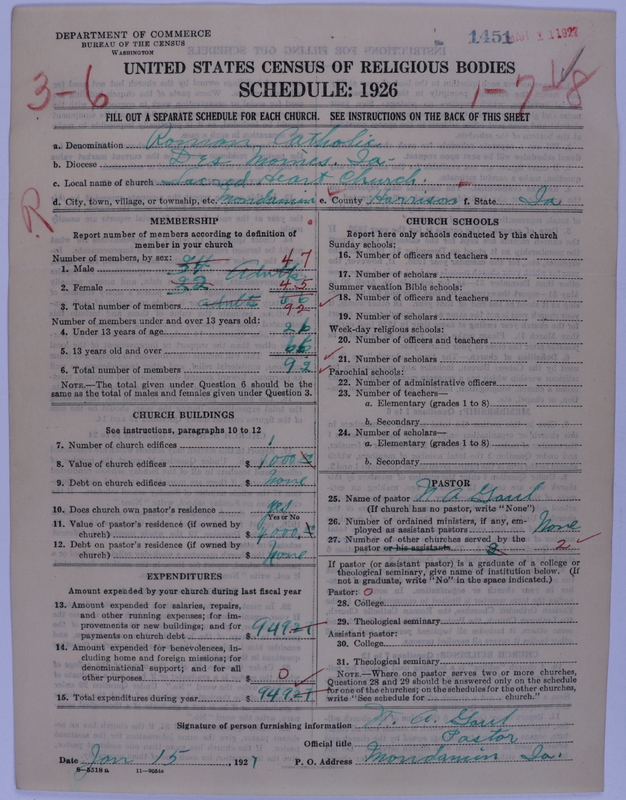 DEPARTMENT OF COMMERCE
BUREAU OF THE CENSUS
WASHINGTON
1451
1 1927
UNITED STATES CENSUS OF RELIGIOUS BODIES
SCHEDULE: 1926
3-6
1-7-
8
FILL OUT A SEPARATE SCHEDULE FOR EACH CHURCH. SEE INSTRUCTIONS ON THE BACK OF THIS SHEET
a. Denomination Roman Catholic
b. Diocese Des Moines. Ia-
c. Local name of church Sacred Heart Church.
d. City, town, village, or township, etc. Mondamin e. County Harrison f. State Ia
R
MEMBERSHIP
Report number of members according to definition of
member in your church
Number of members, by sex:
1. Male 47
Adults
2. Female 22 45
3. Total number of members adults 66 92
Number of members under and over 13 years old:
4. Under 13 years of age 26
5. 13 years old and over 66
6. Total number of members 92
NOTE.—The total given under Question 6 should be
same as the total of males and females given under Question 3.
CHURCH BUILDINGS
See instructions, paragraphs 10 to 12
7. Number of church edifices 1
8. Value of church edifices $ 1000
9. Debt on church edifices $ None
10. Does church own pastor's residence yes
Yes or No
11. Value of pastor's residence (if owned by
church) $ 4000.
12. Debt on pastor's residence (if owned by
church) $ None
EXPENDITURES
Amount expended by your church during last fiscal year
13. Amount expended for salaries, repairs,
and other running expenses; for im-
provements or new buildings; and for
payments on church debt $ 949.21
14. Amount expended for benevolences, in-
cluding home and foreign missions; for
denominational support; and for all
other purposes $ 0
15. Total expenditures during year $ 949.21
CHURCH SCHOOLS
Report here only schools conducted by this church
Sunday schools:
16. Number of officers and teachers
17. Number of scholars
Summer vacation Bible schools:
18. Number of officers and teachers
19. Number of scholars
Week-day religious schools:
20. Number of officers and teachers
21. Number of scholars
Parochial schools:
22. Number of administrative officers
23. Number of teachers—
a. Elementary (grades 1 to 8)
b. Secondary
24. Number of scholars—
a. Elementary (grades 1 to 8)
b. Secondary
PASTOR
25. Name of pastor W. A. Gaul
(If church has no pastor, write "None")
26. Number of ordained ministers, if any, em-
ployed as assistant pastors None
27. Number of other churches served by the
pastor or his assistants 2
If pastor (or assistant pastor) is a graduate of a college or
theological seminary, give name of institution below. (If
not a graduate, write "No" in the space indicated.)
Pastor: 0
28. College
29. Theological seminary
Assistant pastor:
30. College
31. Theological seminary
NOTE.—Where one pastor serves two or more churches,
Questions 28 and 29 should be answered only on the schedule
for one of the churches; on the schedules for the other churches,
write "See schedule for church."
Signature of person furnishing information W. A. Gaul
Official title Pastor
Date Jan 15, 1927 P. O. Address Mondamin Ia.
8-5518 a